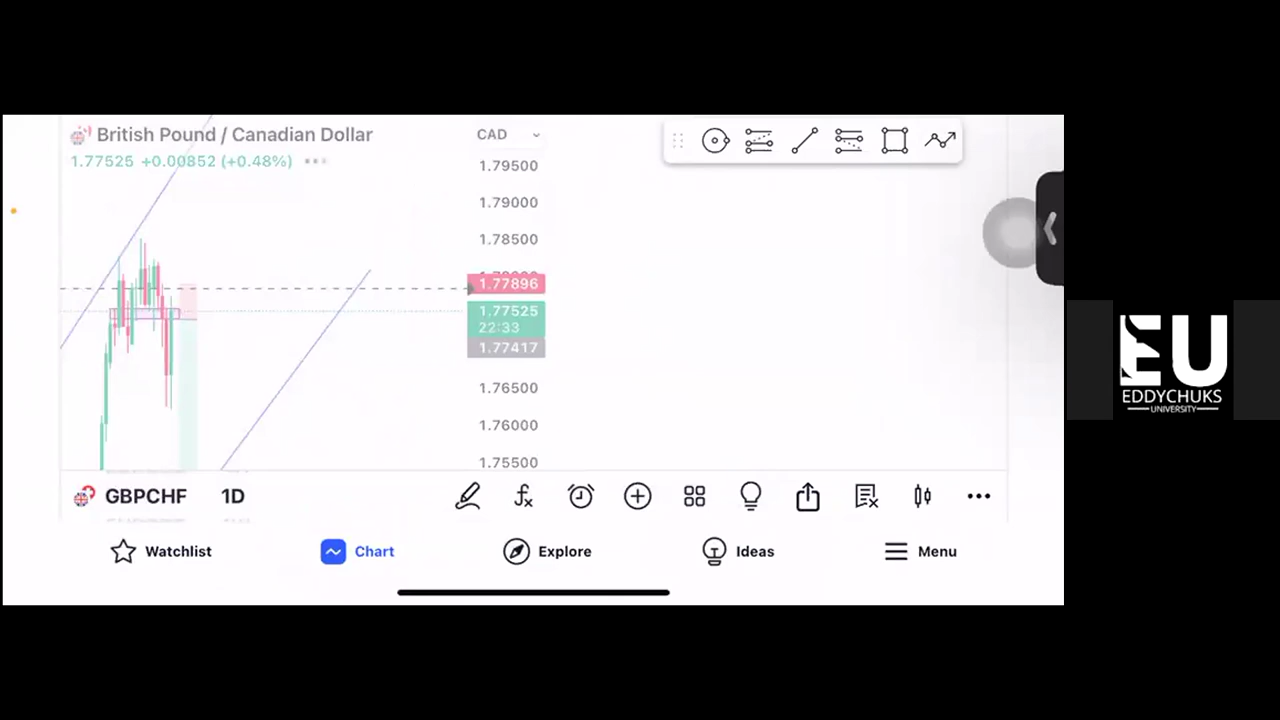 British Pound / Canadian Dollar
CAD
1.77525 +0.00852 (+0.48%)
1.79500
1.79000
1.78500
1.77896
1.77525
22:33
1.77417
1.76500
1.76000
1.75500
GBPCHF 1D
Watchlist
Chart
Explore
Ideas
Menu
EU
EDDYCHUKS
UNIVERSITY